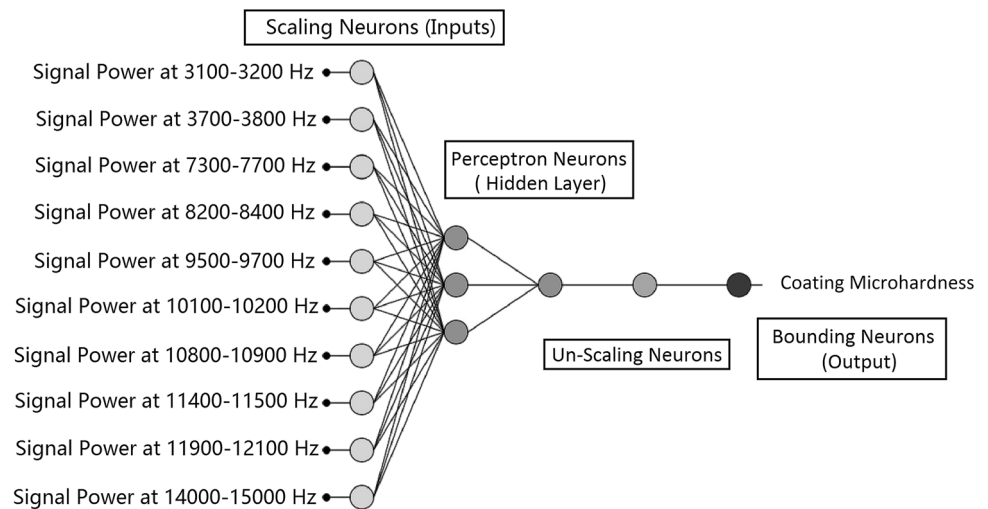 Scaling Neurons (Inputs)
Signal Power at 3100-3200 Hz
Signal Power at 3700-3800 Hz
Signal Power at 7300-7700 Hz
Signal Power at 8200-8400 Hz
Signal Power at 9500-9700 Hz
Signal Power at 10100-10200 Hz
Signal Power at 10800-10900 Hz
Signal Power at 11400-11500 Hz
Signal Power at 11900-12100 Hz
Signal Power at 14000-15000 Hz
Perceptron Neurons
( Hidden Layer)
Un-Scaling Neurons
Coating Microhardness
Bounding Neurons
(Output)